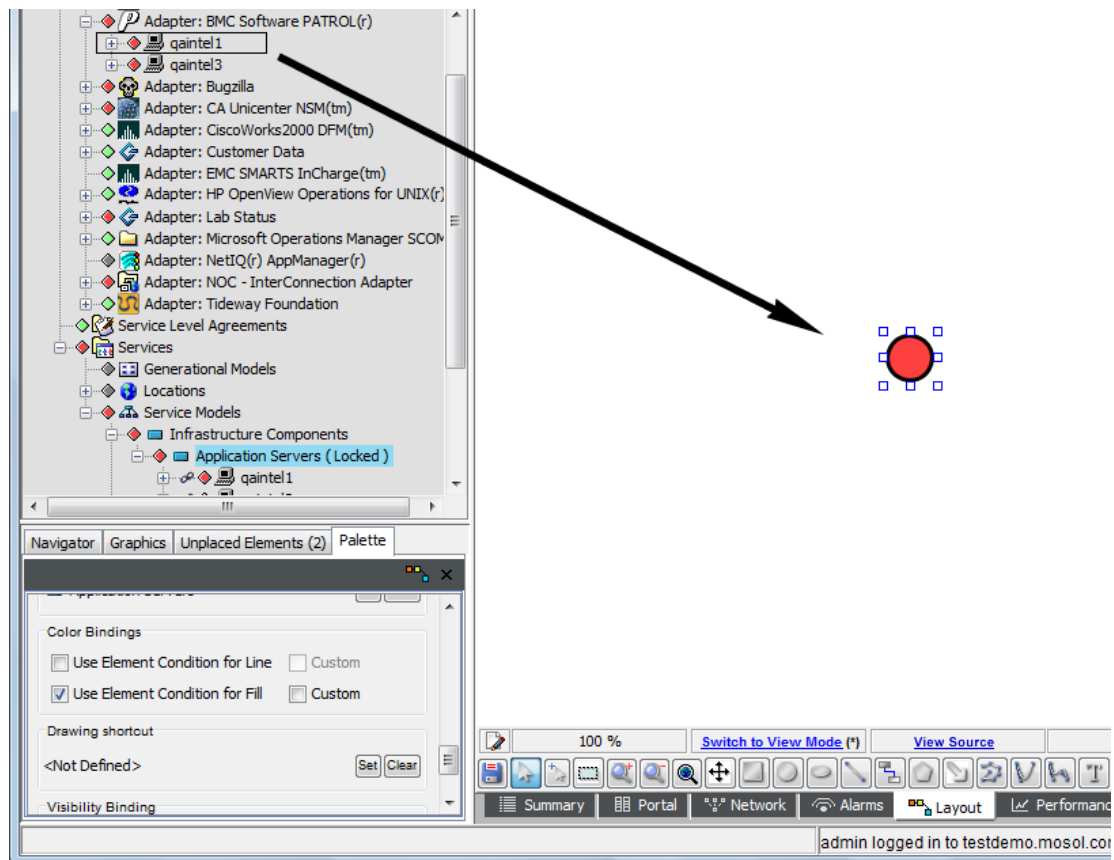 Adapter: BMC Software PATROL(r)
qaintel1
qaintel3
Adapter: Bugzilla
Adapter: CA Unicenter NSM(tm)
Adapter: CiscoWorks2000 DFM(tm)
Adapter: Customer Data
Adapter: EMC SMARTS InCharge(tm)
Adapter: HP OpenView Operations for UNIX(r)
Adapter: Lab Status
Adapter: Microsoft Operations Manager SCOM
Adapter: NetIQ(r) AppManager(r)
Adapter: NOC - InterConnection Adapter
Adapter: Tideway Foundation
Service Level Agreements
Services
Generational Models
Locations
Service Models
Infrastructure Components
Application Servers ( Locked )
qaintel1
Navigator Graphics Unplaced Elements (2) Palette
Color Bindings
Use Element Condition for Line Custom
Use Element Condition for Fill Custom
Drawing shortcut
<Not Defined> Set Clear
Visibility Binding
100 % Switch to View Mode (*) View Source
T
Summary Portal Network Alarms Layout Performanc
admin logged in to testdemo.mosol.cor